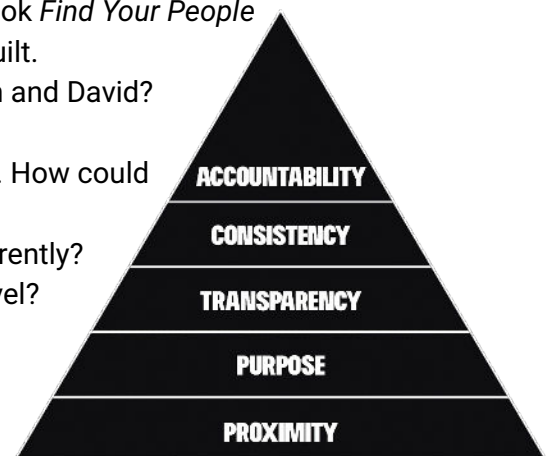 ok Find Your People
uilt.
and David?
. How could
rently?
vel?
ACCOUNTABILITY
CONSISTENCY
TRANSPARENCY
PURPOSE
PROXIMITY